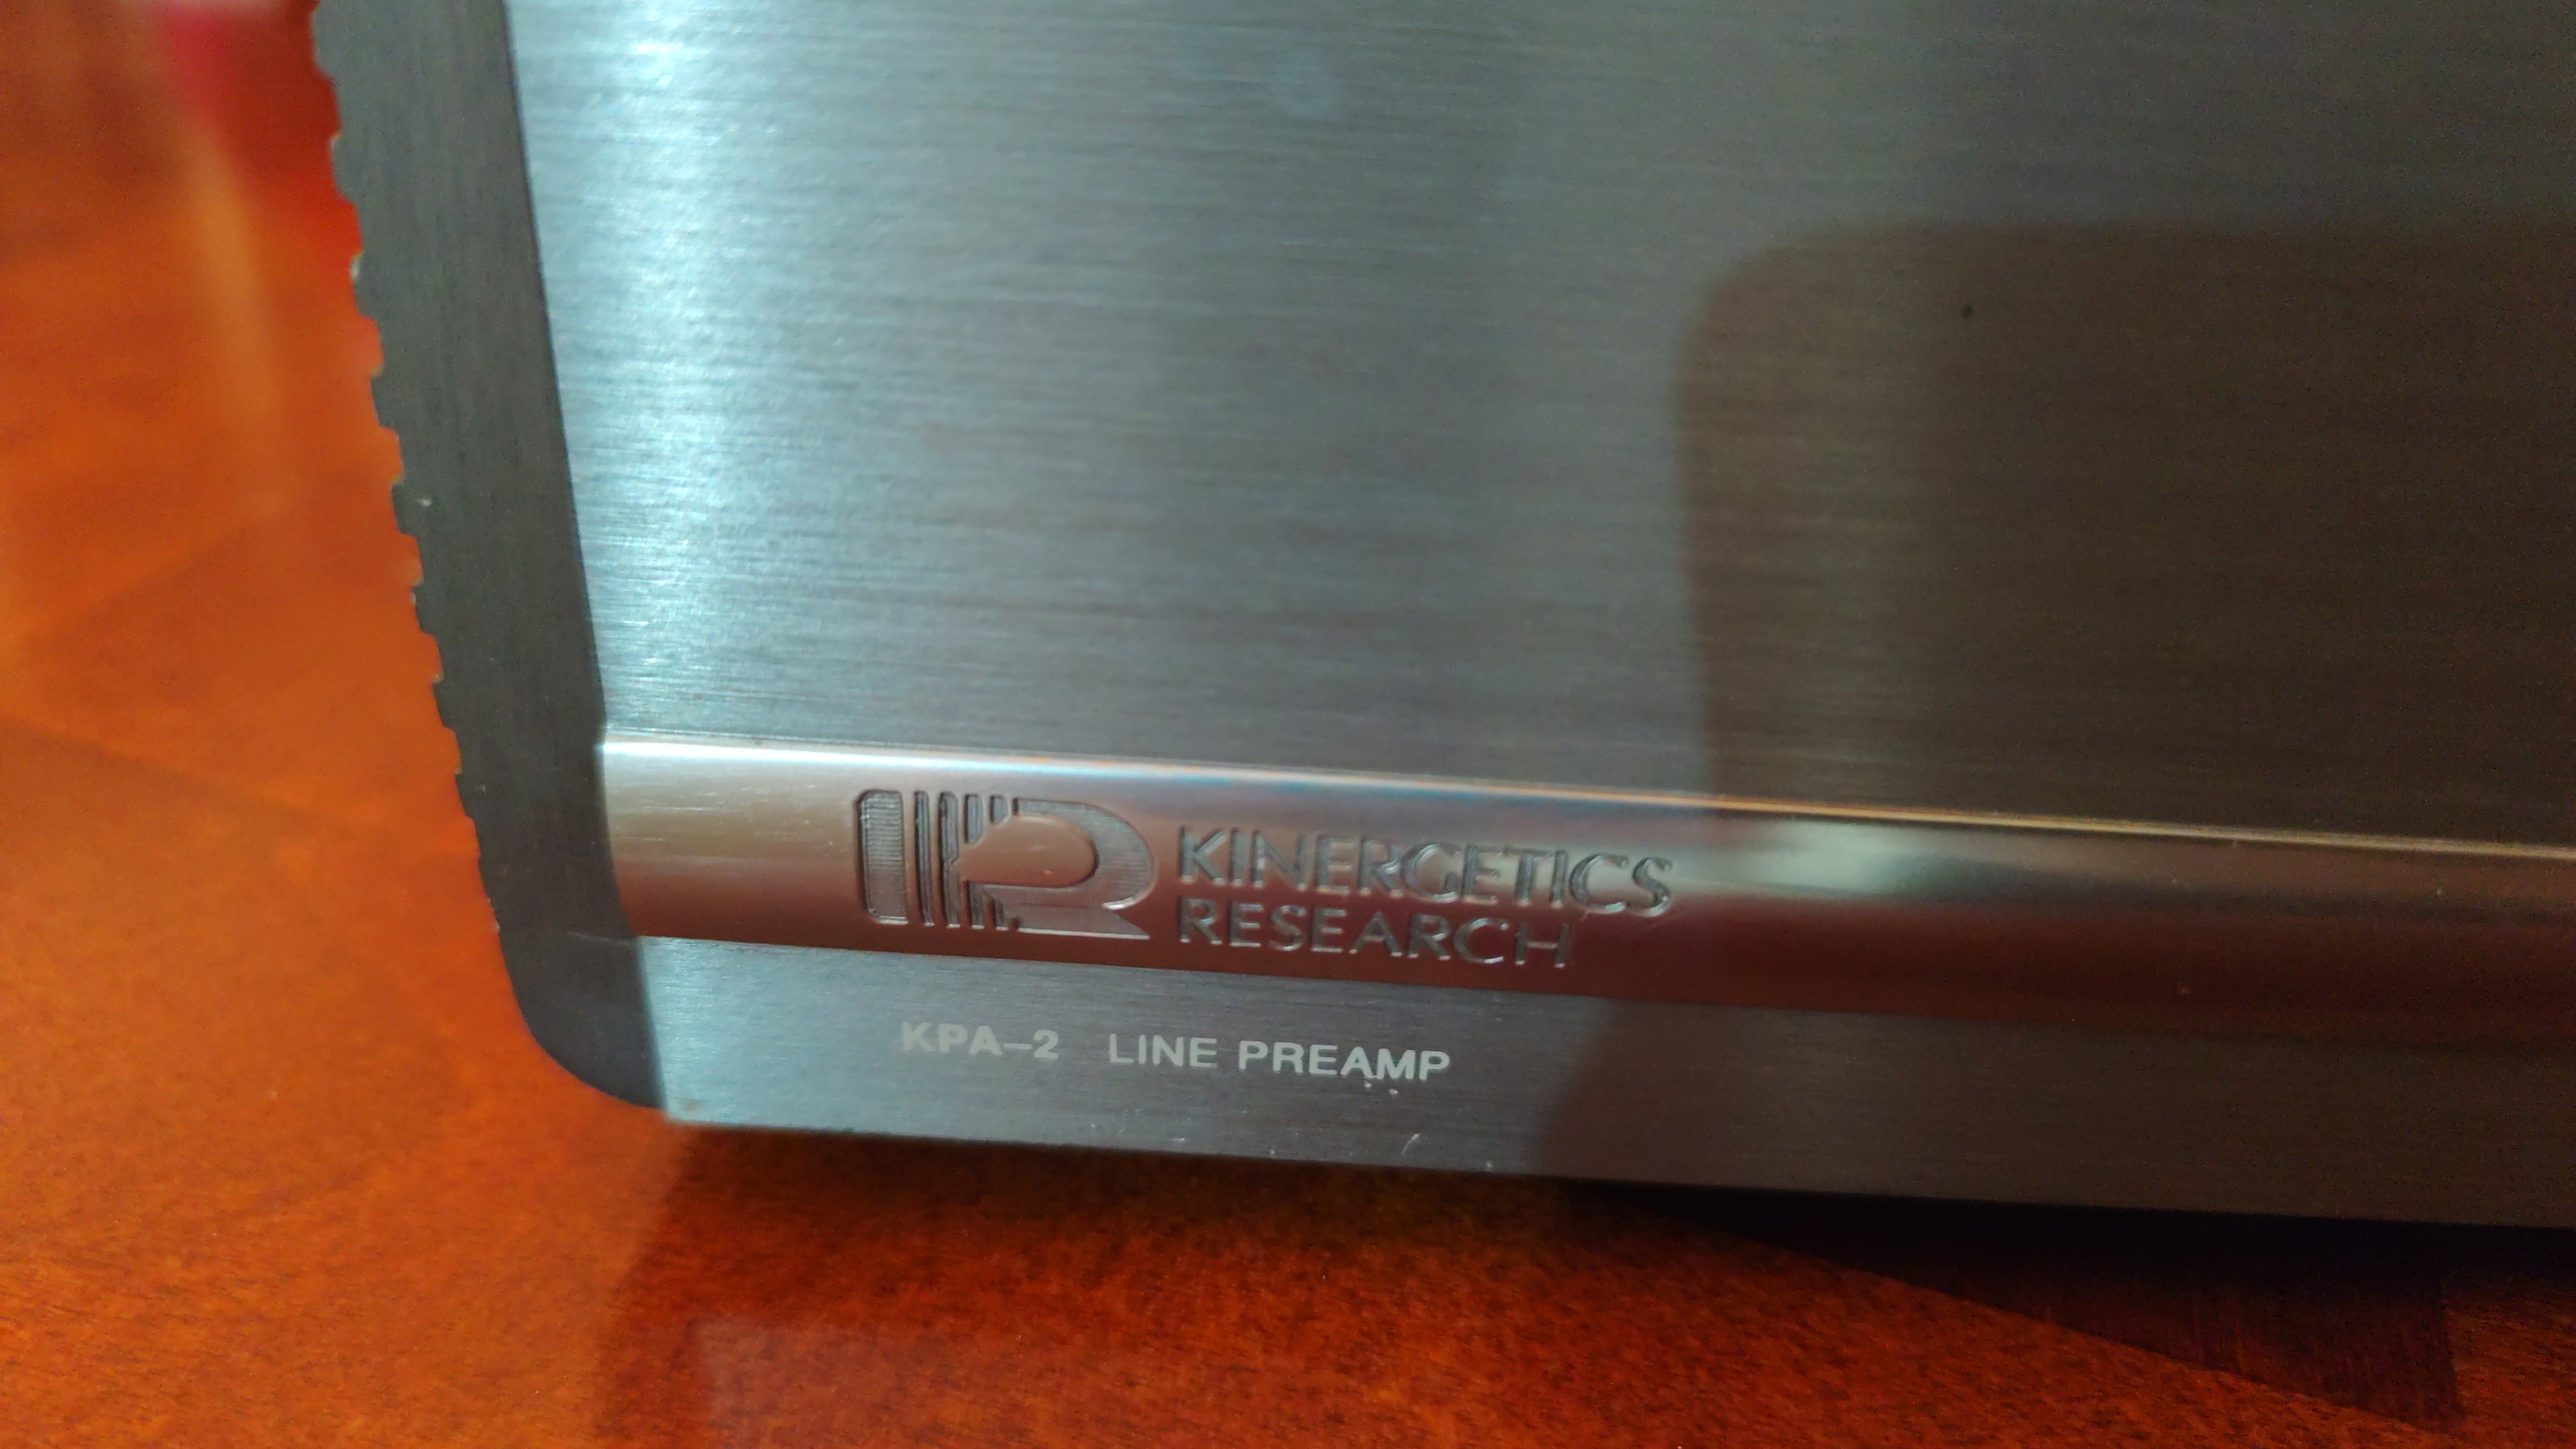 KINERGETICS
RESEARCH
KPA-2 LINE PREAMP